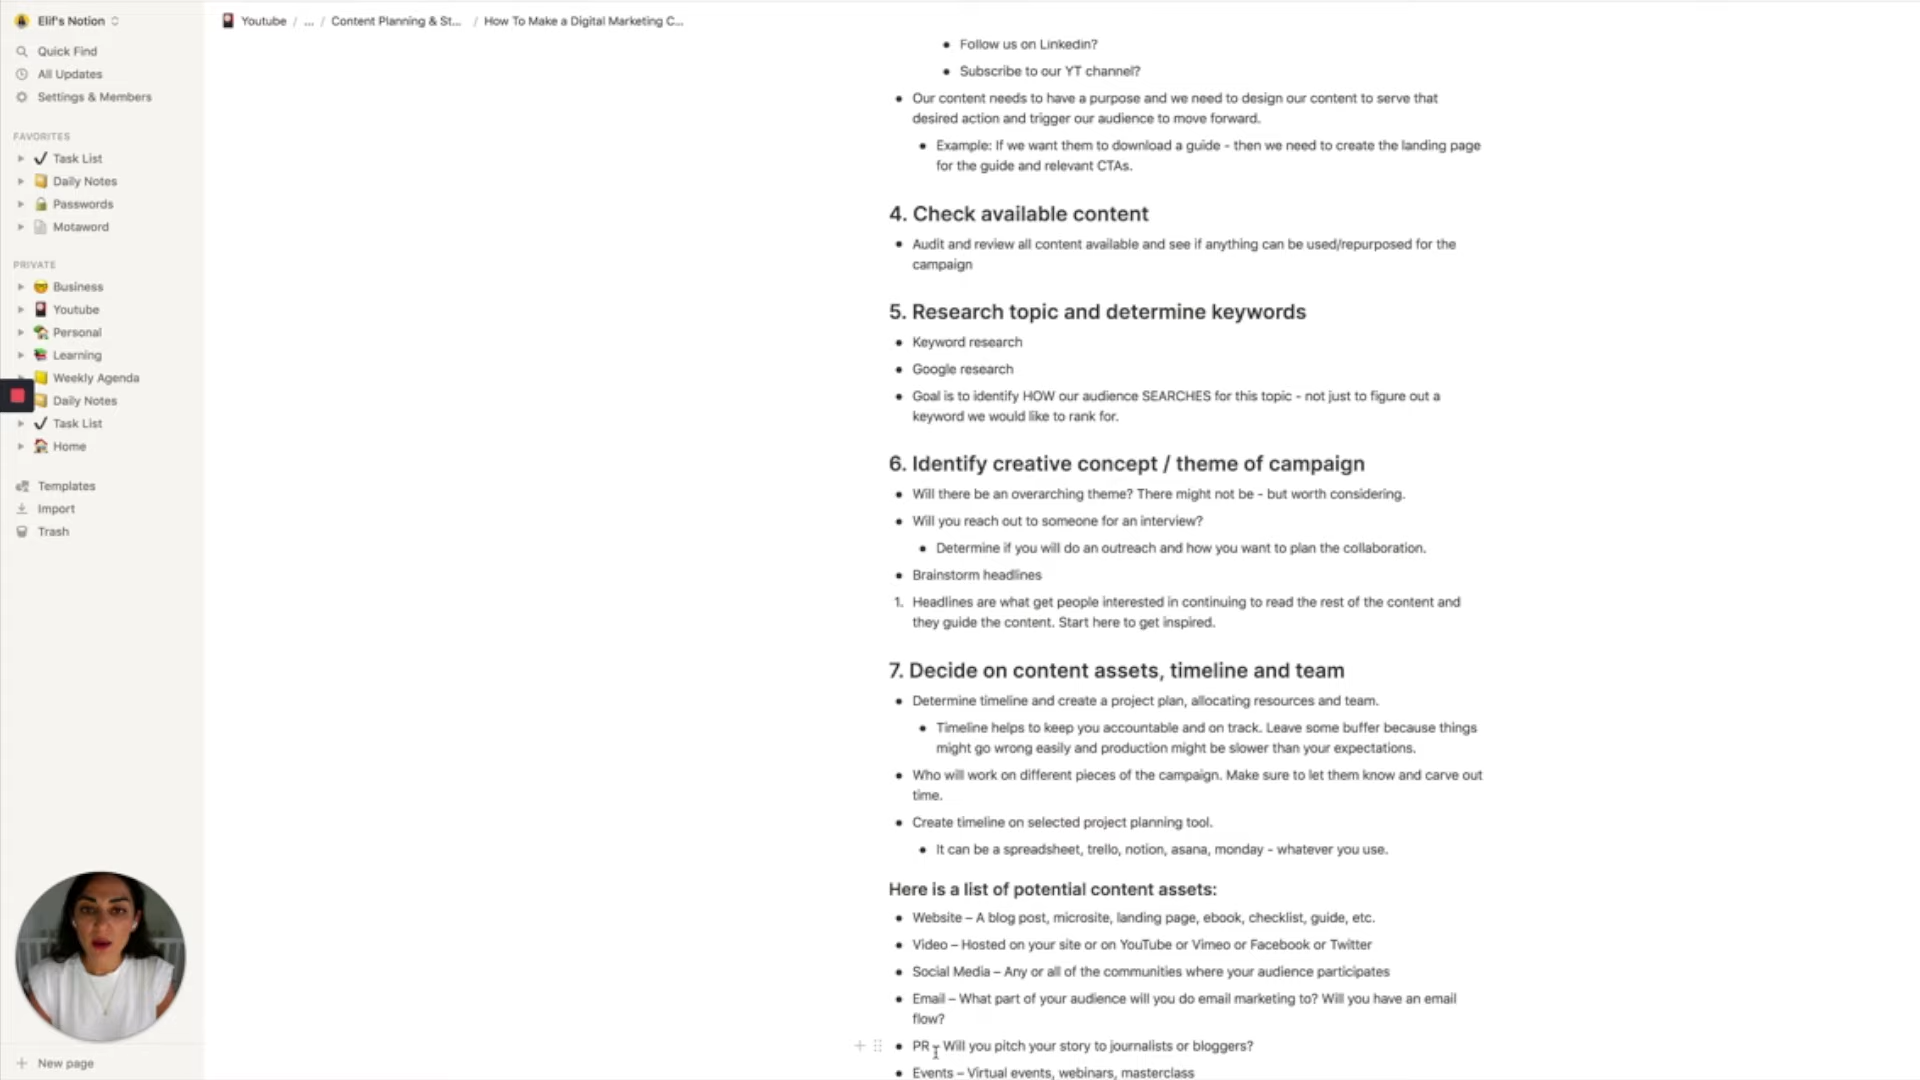 Elif's Notion
Quick Find
All Updates
Settings & Members
FAVORITES
Task List
Daily Notes
Passwords
Motaword
PRIVATE
Business
Youtube
Personal
Learning
Weekly Agenda
Daily Notes
Task List
Home
Templates
Import
Trash
New page
Youtube / ... / Content Planning & St... / How To Make a Digital Marketing C...
• Follow us on Linkedin?
• Subscribe to our YT channel?
• Our content needs to have a purpose and we need to design our content to serve that
desired action and trigger our audience to move forward.
• Example: If we want them to download a guide - then we need to create the landing page
for the guide and relevant CTAs.
4. Check available content
• Audit and review all content available and see if anything can be used/repurposed for the
campaign
5. Research topic and determine keywords
• Keyword research
• Google research
• Goal is to identify HOW our audience SEARCHES for this topic - not just to figure out a
keyword we would like to rank for.
6. Identify creative concept / theme of campaign
• Will there be an overarching theme? There might not be - but worth considering.
• Will you reach out to someone for an interview?
• Determine if you will do an outreach and how you want to plan the collaboration.
• Brainstorm headlines
1. Headlines are what get people interested in continuing to read the rest of the content and
they guide the content. Start here to get inspired.
7. Decide on content assets, timeline and team
• Determine timeline and create a project plan, allocating resources and team.
• Timeline helps to keep you accountable and on track. Leave some buffer because things
might go wrong easily and production might be slower than your expectations.
• Who will work on different pieces of the campaign. Make sure to let them know and carve out
time.
• Create timeline on selected project planning tool.
• It can be a spreadsheet, trello, notion, asana, monday - whatever you use.
Here is a list of potential content assets:
• Website – A blog post, microsite, landing page, ebook, checklist, guide, etc.
• Video – Hosted on your site or on YouTube or Vimeo or Facebook or Twitter
• Social Media – Any or all of the communities where your audience participates
• Email – What part of your audience will you do email marketing to? Will you have an email
flow?
• PR – Will you pitch your story to journalists or bloggers?
• Events – Virtual events, webinars, masterclass